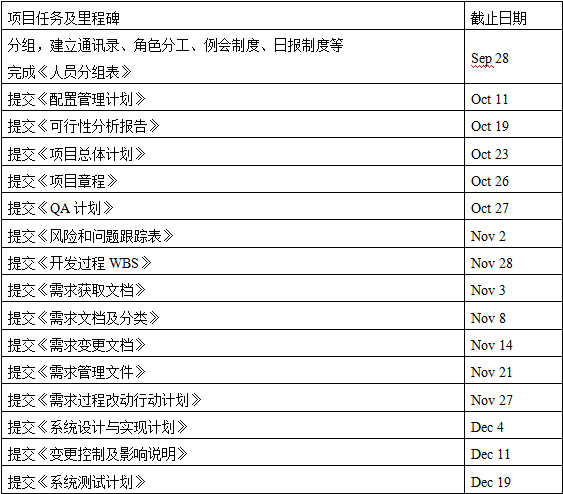 项目任务及里程碑 截止日期
分组，建立通讯录、角色分工、例会制度、日报制度等
完成《人员分组表》 Sep 28
提交《配置管理计划》 Oct 11
提交《可行性分析报告》 Oct 19
提交《项目总体计划》 Oct 23
提交《项目章程》 Oct 26
提交《QA 计划》 Oct 27
提交《风险和问题跟踪表》 Nov 2
提交《开发过程 WBS》 Nov 28
提交《需求获取文档》 Nov 3
提交《需求文档及分类》 Nov 8
提交《需求变更文档》 Nov 14
提交《需求管理文件》 Nov 21
提交《需求过程改动行动计划》 Nov 27
提交《系统设计与实现计划》 Dec 4
提交《变更控制及影响说明》 Dec 11
提交《系统测试计划》 Dec 19